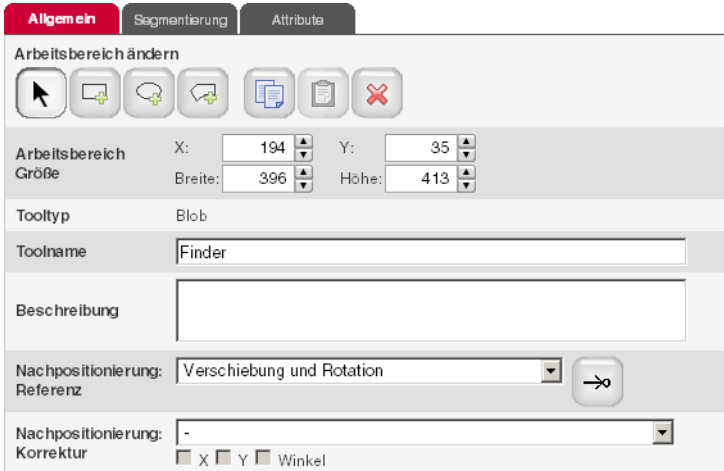 Allgemein Segmentierung Attribute
Arbeitsbereich ändern
Arbeitsbereich Größe X: 194 Y: 35
Breite: 396 Höhe: 413
Tooltyp Blob
Toolname Finder
Beschreibung
Nachpositionierung: Referenz Verschiebung und Rotation
Nachpositionierung: Korrektur -
X Y Winkel